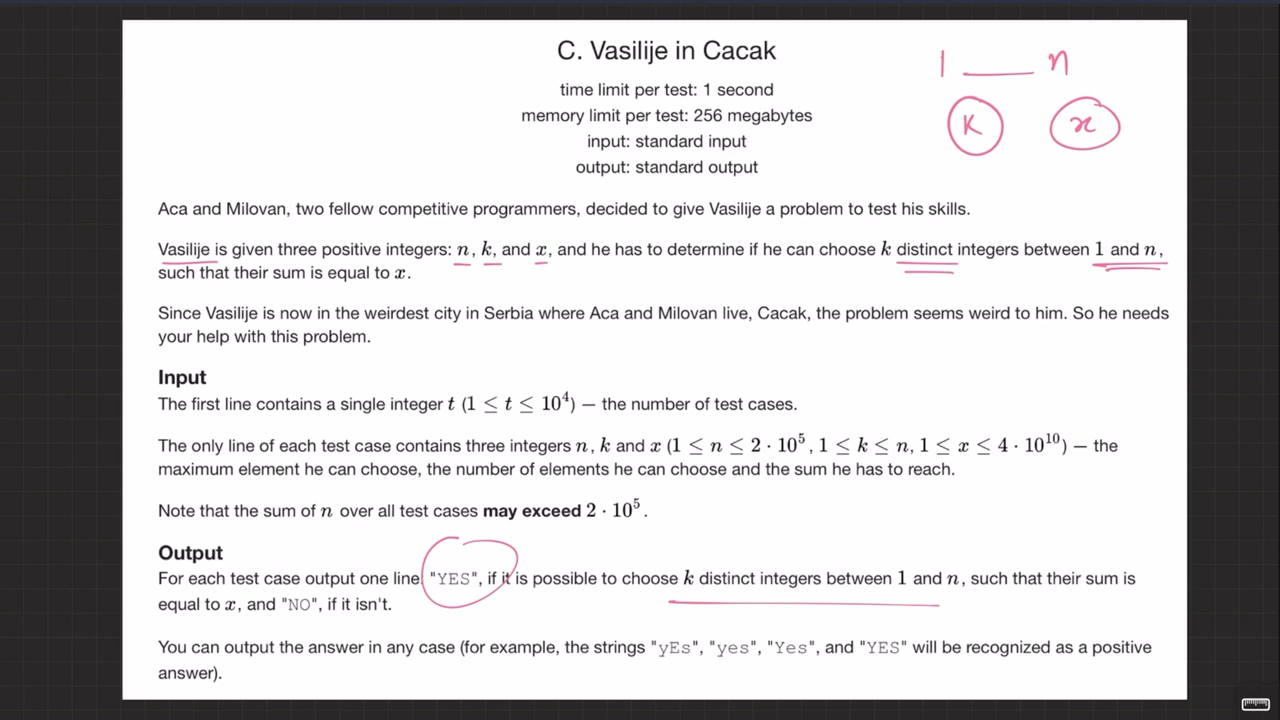 C. Vasilije in Cacak
time limit per test: 1 second
memory limit per test: 256 megabytes
input: standard input
output: standard output
1 ___ n
K x
Aca and Milovan, two fellow competitive programmers, decided to give Vasilije a problem to test his skills.
Vasilije is given three positive integers: n, k, and x, and he has to determine if he can choose k distinct integers between 1 and n,
such that their sum is equal to x.
Since Vasilije is now in the weirdest city in Serbia where Aca and Milovan live, Cacak, the problem seems weird to him. So he needs
your help with this problem.
Input
The first line contains a single integer t (1 ≤ t ≤ 10⁴) — the number of test cases.
The only line of each test case contains three integers n, k and x (1 ≤ n ≤ 2 · 10⁵, 1 ≤ k ≤ n, 1 ≤ x ≤ 4 · 10¹⁰) — the
maximum element he can choose, the number of elements he can choose and the sum he has to reach.
Note that the sum of n over all test cases may exceed 2 · 10⁵.
Output
For each test case output one line: "YES", if it is possible to choose k distinct integers between 1 and n, such that their sum is
equal to x, and "NO", if it isn't.
You can output the answer in any case (for example, the strings "yEs", "yes", "Yes", and "YES" will be recognized as a positive
answer).